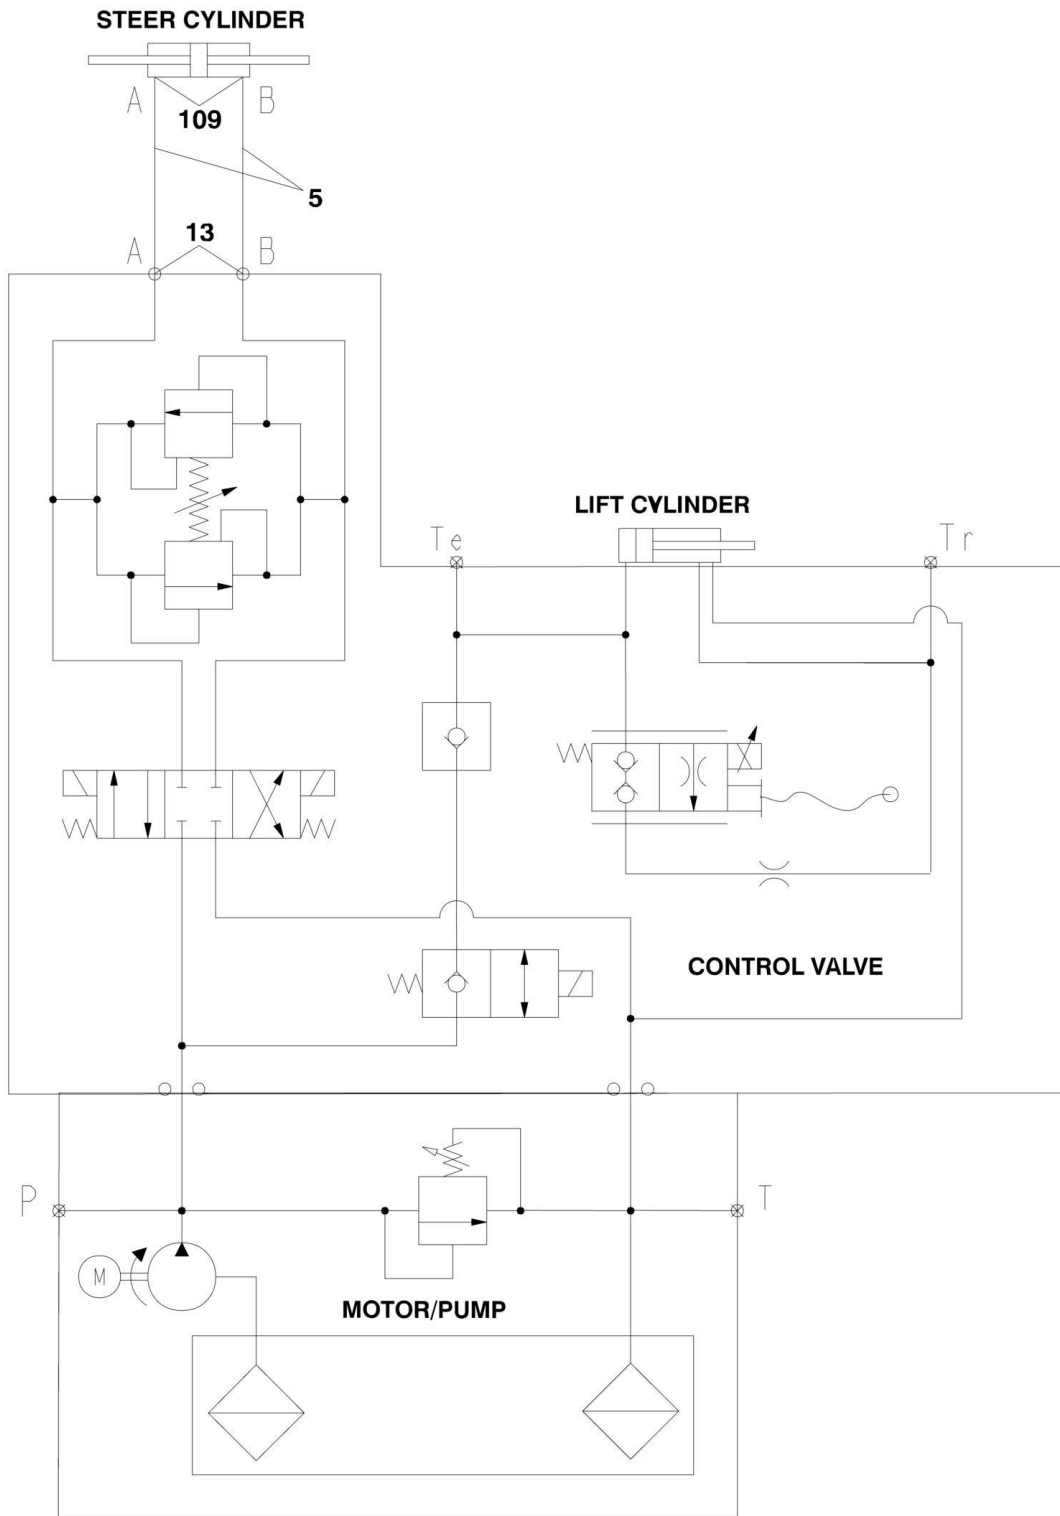 STEER CYLINDER
A B
109
5
13
A B
LIFT CYLINDER
Te Tr
CONTROL VALVE
P T
M
MOTOR/PUMP